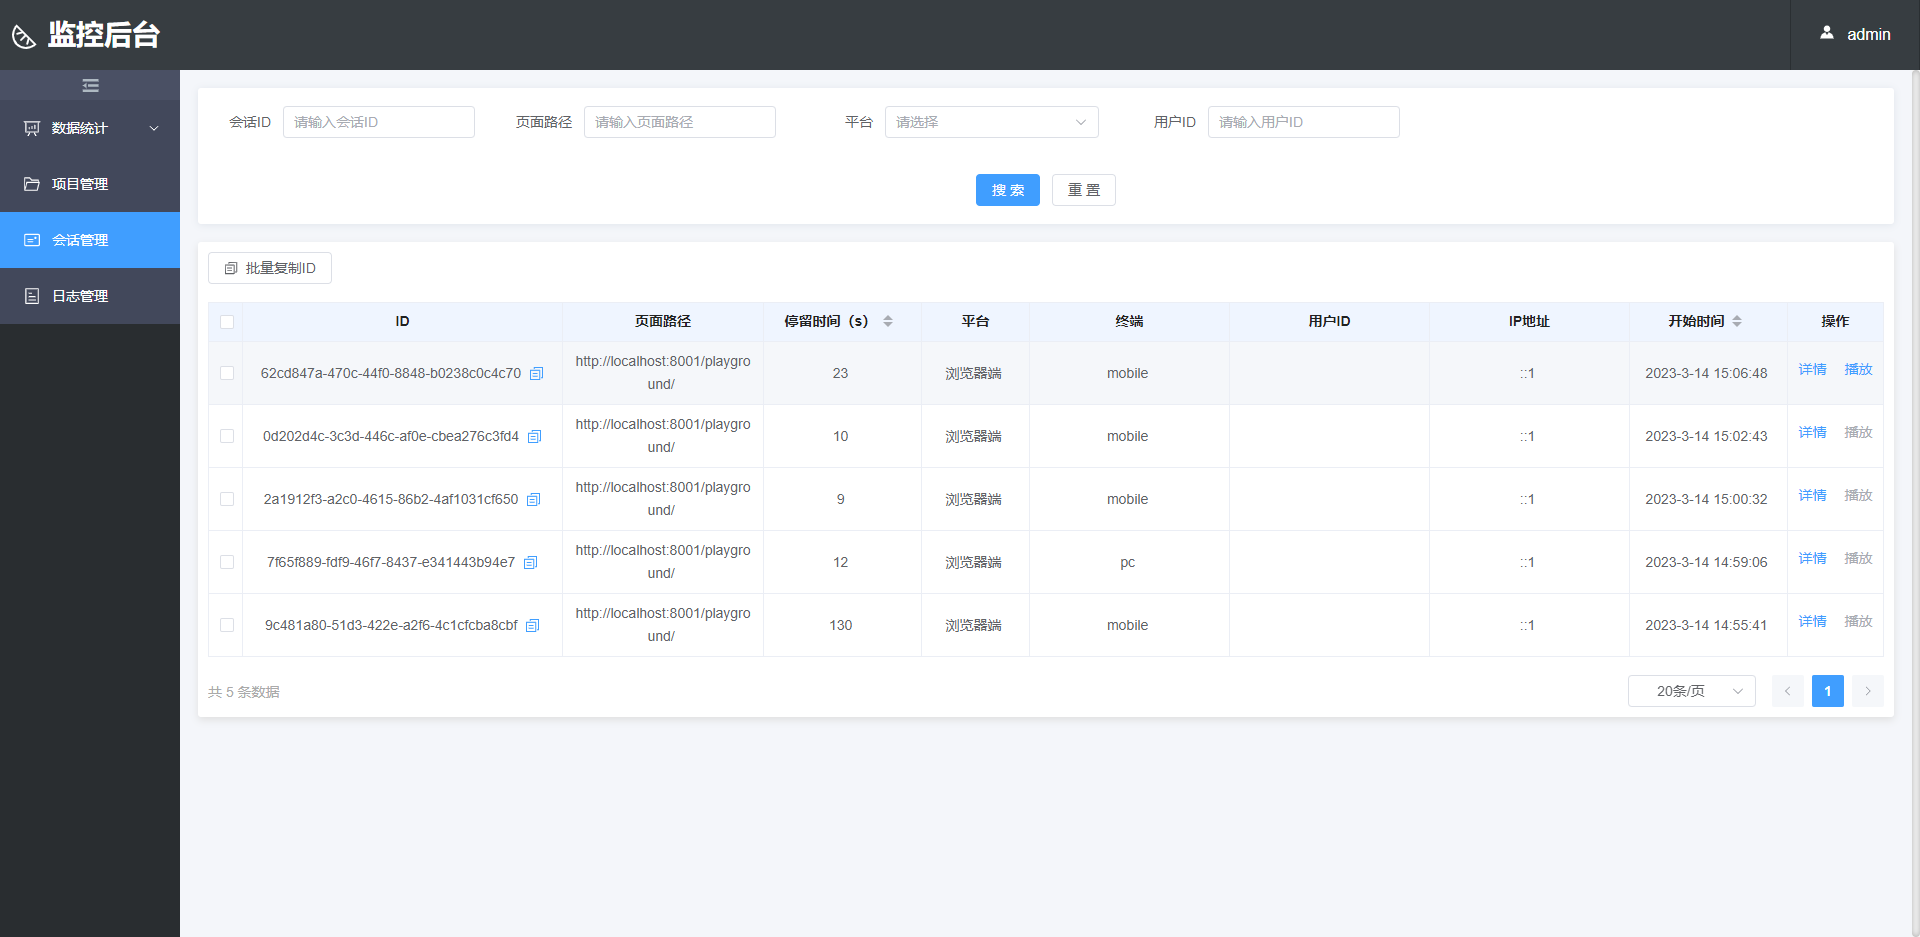 监控后台
admin
数据统计
项目管理
会话管理
日志管理
会话ID 请输入会话ID 页面路径 请输入页面路径 平台 请选择 用户ID 请输入用户ID
搜 索 重 置
批量复制ID
ID 页面路径 停留时间（s） 平台 终端 用户ID IP地址 开始时间 操作
62cd847a-470c-44f0-8848-b0238c0c4c70 http://localhost:8001/playgro 23 浏览器端 mobile ::1 2023-3-14 15:06:48 详情 播放
und/
0d202d4c-3c3d-446c-af0e-cbea276c3fd4 http://localhost:8001/playgro 10 浏览器端 mobile ::1 2023-3-14 15:02:43 详情 播放
und/
2a1912f3-a2c0-4615-86b2-4af1031cf650 http://localhost:8001/playgro 9 浏览器端 mobile ::1 2023-3-14 15:00:32 详情 播放
und/
7f65f889-fdf9-46f7-8437-e341443b94e7 http://localhost:8001/playgro 12 浏览器端 pc ::1 2023-3-14 14:59:06 详情 播放
und/
9c481a80-51d3-422e-a2f6-4c1cfcba8cbf http://localhost:8001/playgro 130 浏览器端 mobile ::1 2023-3-14 14:55:41 详情 播放
und/
共 5 条数据 20条/页 1